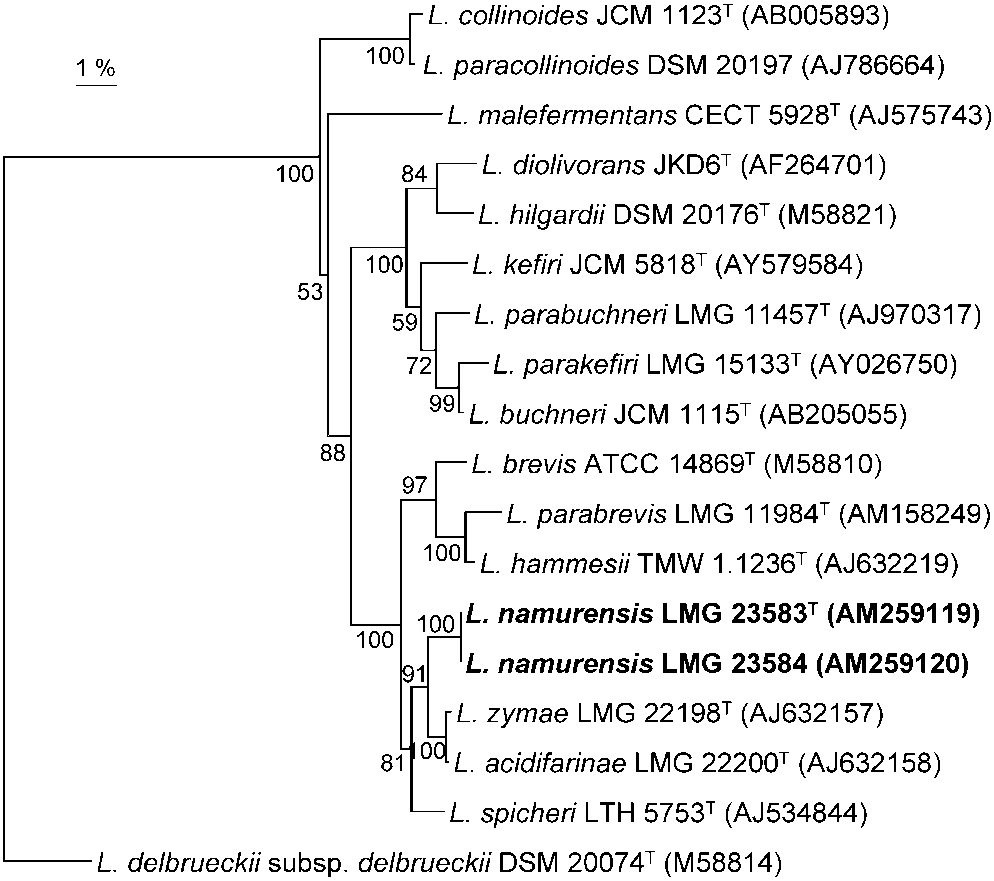 L. collinoides JCM 1123ᵀ (AB005893)
100
1 %
L. paracollinoides DSM 20197 (AJ786664)
L. malefermentans CECT 5928ᵀ (AJ575743)
100
84
L. diolivorans JKD6ᵀ (AF264701)
L. hilgardii DSM 20176ᵀ (M58821)
100
L. kefiri JCM 5818ᵀ (AY579584)
53
59
L. parabuchneri LMG 11457ᵀ (AJ970317)
72
L. parakefiri LMG 15133ᵀ (AY026750)
99
L. buchneri JCM 1115ᵀ (AB205055)
88
L. brevis ATCC 14869ᵀ (M58810)
97
L. parabrevis LMG 11984ᵀ (AM158249)
100
L. hammesii TMW 1.1236ᵀ (AJ632219)
100
L. namurensis LMG 23583ᵀ (AM259119)
100
L. namurensis LMG 23584 (AM259120)
91
L. zymae LMG 22198ᵀ (AJ632157)
100
81
L. acidifarinae LMG 22200ᵀ (AJ632158)
L. spicheri LTH 5753ᵀ (AJ534844)
L. delbrueckii subsp. delbrueckii DSM 20074ᵀ (M58814)